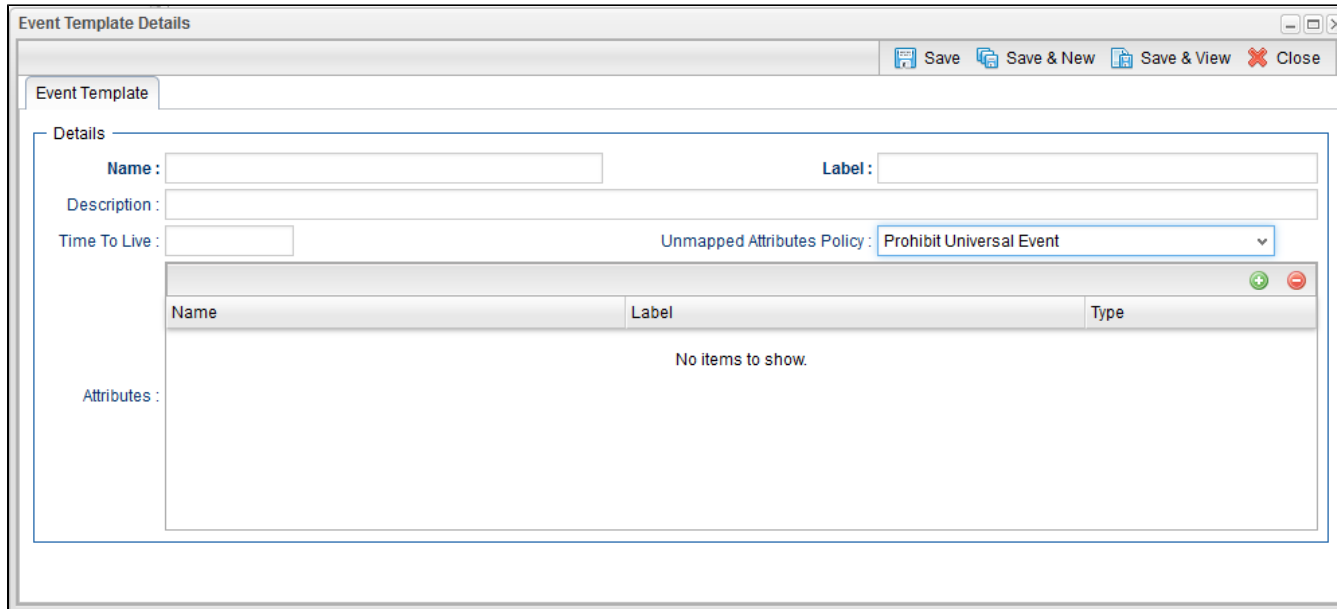 Event Template Details
Save Save & New Save & View Close
Event Template
Details
Name : Label :
Description :
Time To Live : Unmapped Attributes Policy : Prohibit Universal Event
Name Label Type
No items to show.
Attributes :